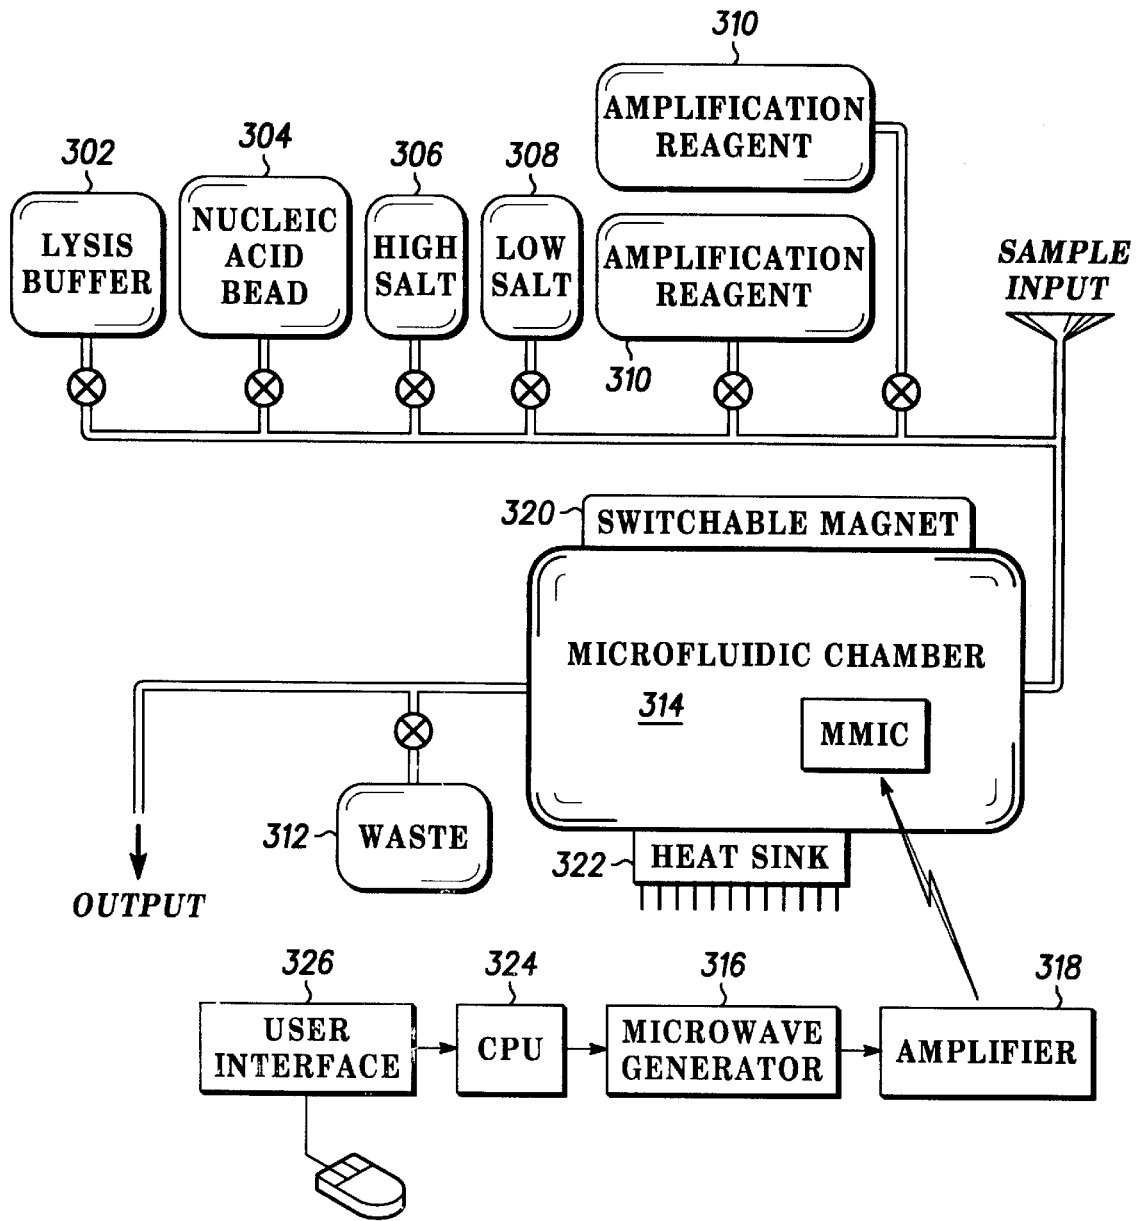 310
AMPLIFICATION
REAGENT
302
304
306
308
LYSIS
BUFFER
NUCLEIC
ACID
BEAD
HIGH
SALT
LOW
SALT
AMPLIFICATION
REAGENT
310
SAMPLE
INPUT
320
SWITCHABLE MAGNET
MICROFLUIDIC CHAMBER
314
MMIC
312
WASTE
322
HEAT SINK
OUTPUT
326
324
316
318
USER
INTERFACE
CPU
MICROWAVE
GENERATOR
AMPLIFIER